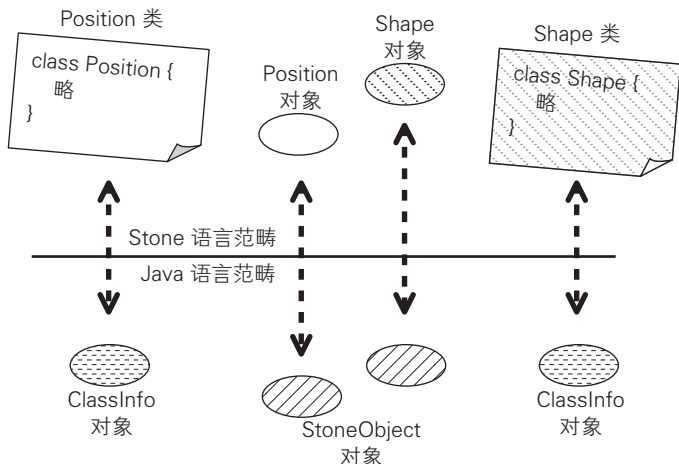 Position 类
class Position {
略
}
Position
对象
Shape
对象
Shape 类
class Shape {
略
}
Stone 语言范畴
Java 语言范畴
ClassInfo
对象
StoneObject
对象
ClassInfo
对象